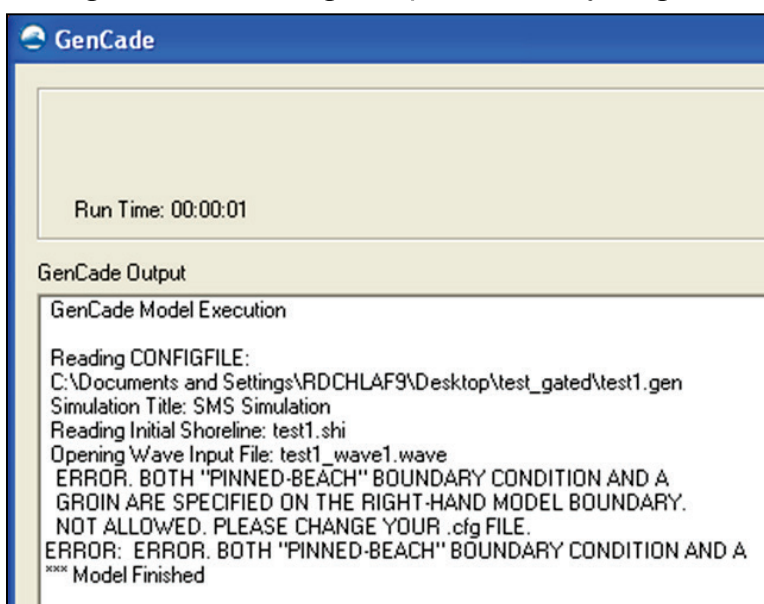 GenCade
Run Time: 00:00:01
GenCade Output
GenCade Model Execution
Reading CONFIGFILE:
C:\Documents and Settings\RDCHLAF9\Desktop\test_gated\test1.gen
Simulation Title: SMS Simulation
Reading Initial Shoreline: test1.shi
Opening Wave Input File: test1_wave1.wave
ERROR. BOTH "PINNED-BEACH" BOUNDARY CONDITION AND A
GROIN ARE SPECIFIED ON THE RIGHT-HAND MODEL BOUNDARY.
NOT ALLOWED. PLEASE CHANGE YOUR .cfg FILE.
ERROR: ERROR. BOTH "PINNED-BEACH" BOUNDARY CONDITION AND A
*** Model Finished